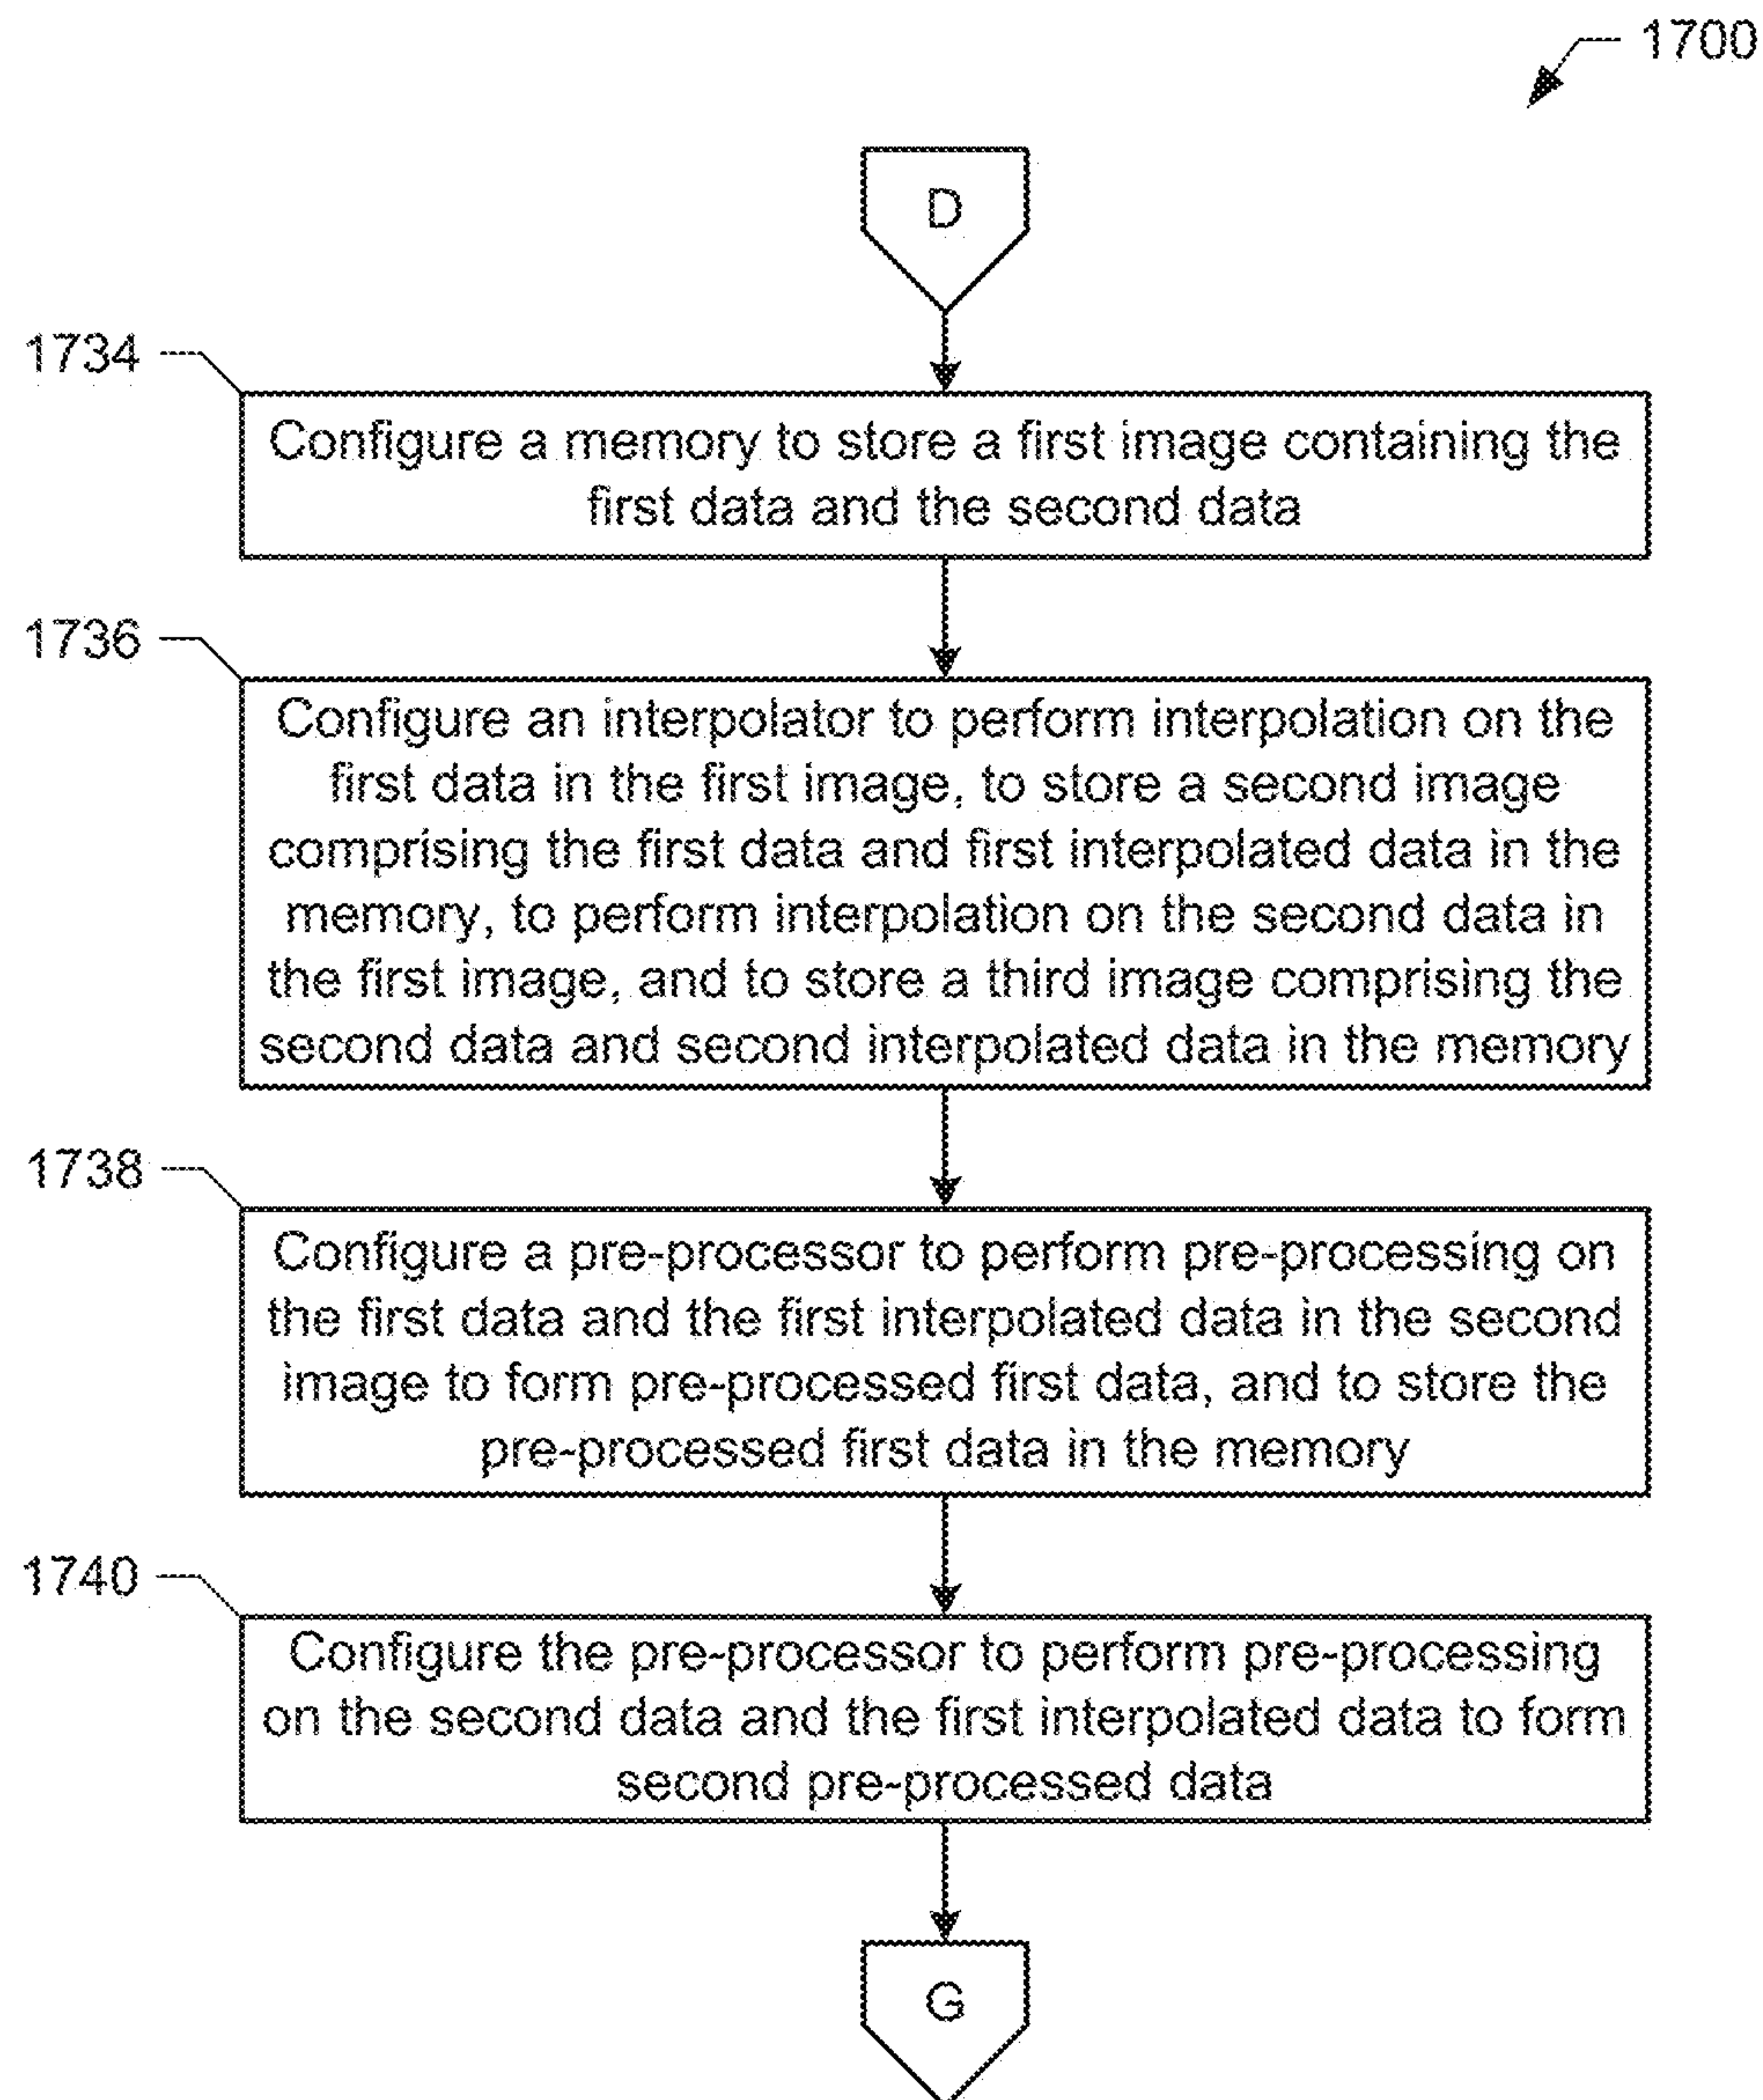 1700
D
1734
Configure a memory to store a first image containing the
first data and the second data
1736
Configure an interpolator to perform interpolation on the
first data in the first image, to store a second image
comprising the first data and first interpolated data in the
memory, to perform interpolation on the second data in
the first image, and to store a third image comprising the
second data and second interpolated data in the memory
1738
Configure a pre-processor to perform pre-processing on
the first data and the first interpolated data in the second
image to form pre-processed first data, and to store the
pre-processed first data in the memory
1740
Configure the pre-processor to perform pre-processing
on the second data and the first interpolated data to form
second pre-processed data
G